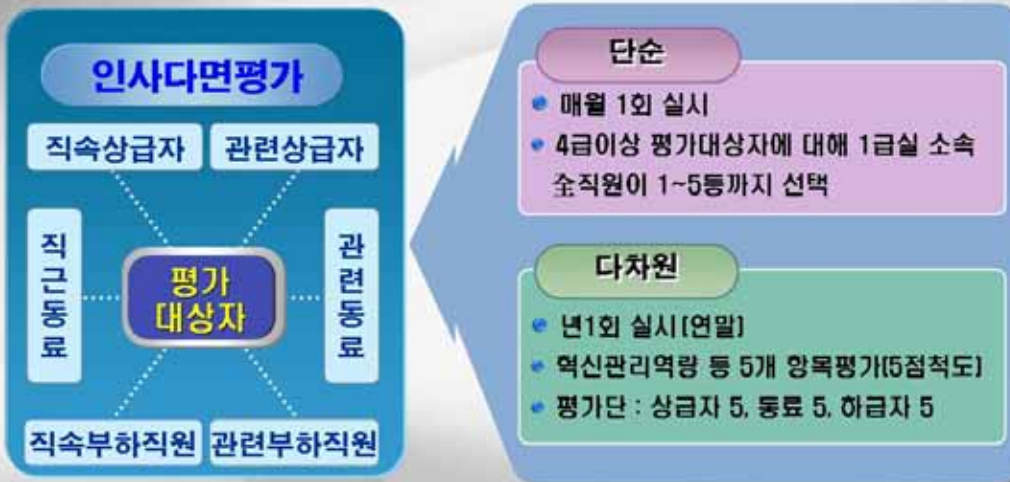 인사다면평가
직속상급자
관련상급자
직근동료
평가
대상자
관련동료
직속부하직원
관련부하직원
단순
매월 1회 실시
4급이상 평가대상자에 대해 1급실 소속
全직원이 1~5등까지 선택
다차원
년1회 실시(연말)
혁신관리역량 등 5개 항목평가(5점척도)
평가단 : 상급자 5, 동료 5, 하급자 5